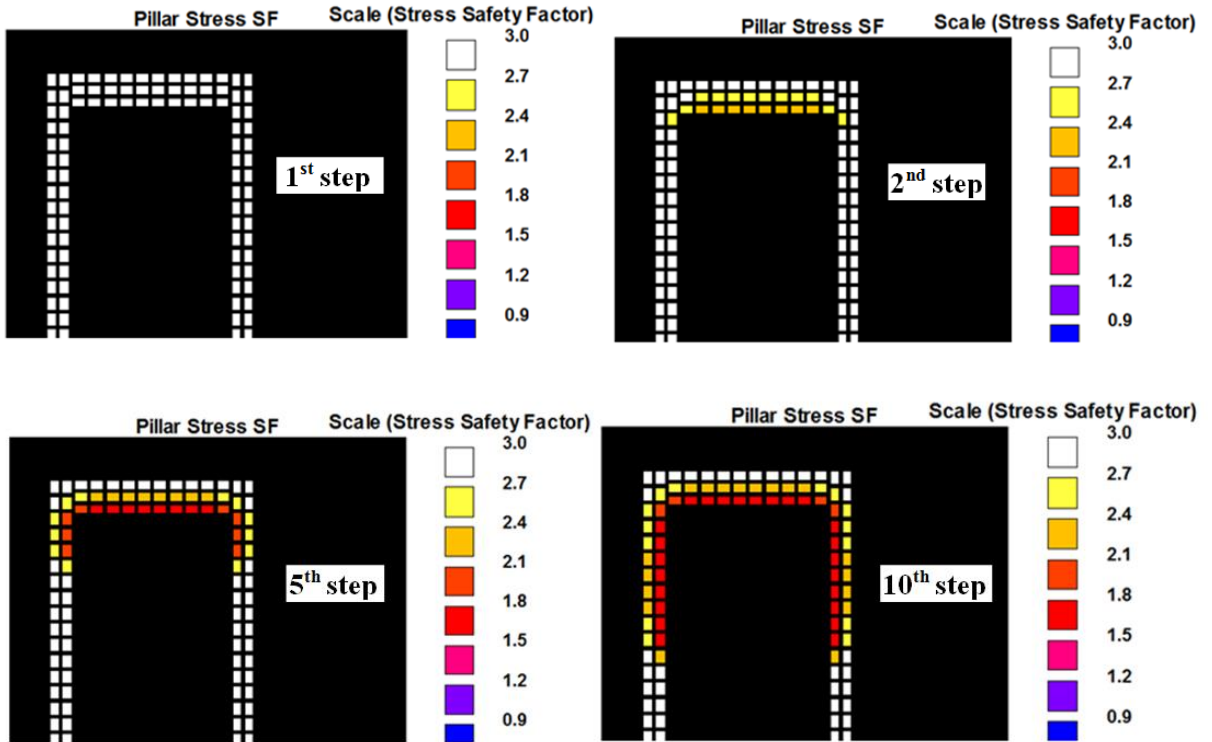 Pillar Stress SF
Scale (Stress Safety Factor)
3.0
2.7
2.4
2.1
1.8
1.5
1.2
0.9
1st step
Pillar Stress SF
Scale (Stress Safety Factor)
3.0
2.7
2.4
2.1
1.8
1.5
1.2
0.9
2nd step
Pillar Stress SF
Scale (Stress Safety Factor)
3.0
2.7
2.4
2.1
1.8
1.5
1.2
0.9
5th step
Pillar Stress SF
Scale (Stress Safety Factor)
3.0
2.7
2.4
2.1
1.8
1.5
1.2
0.9
10th step